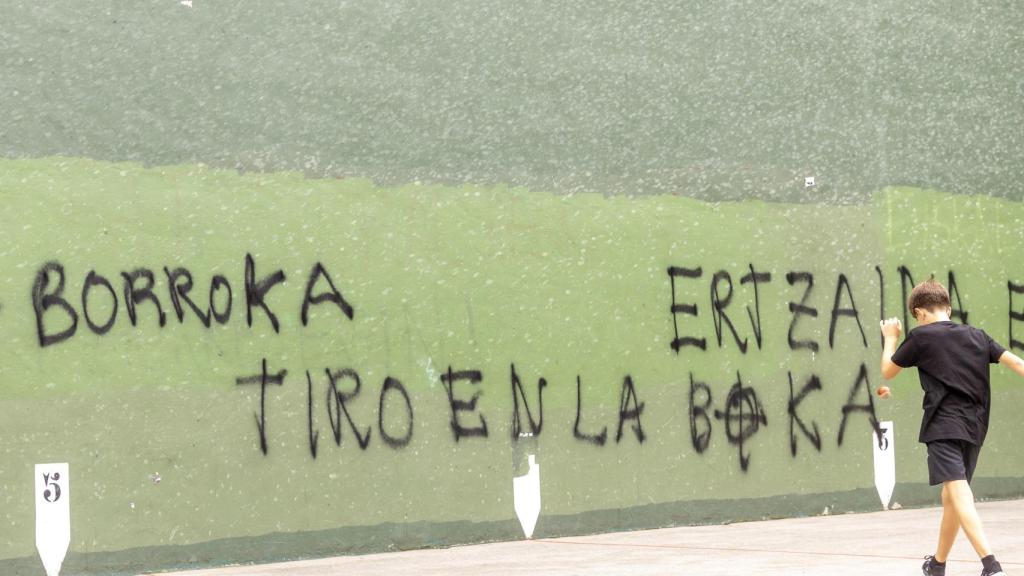 BORROKA
ERTZAINA E
TIRO EN LA BOKA
5
6